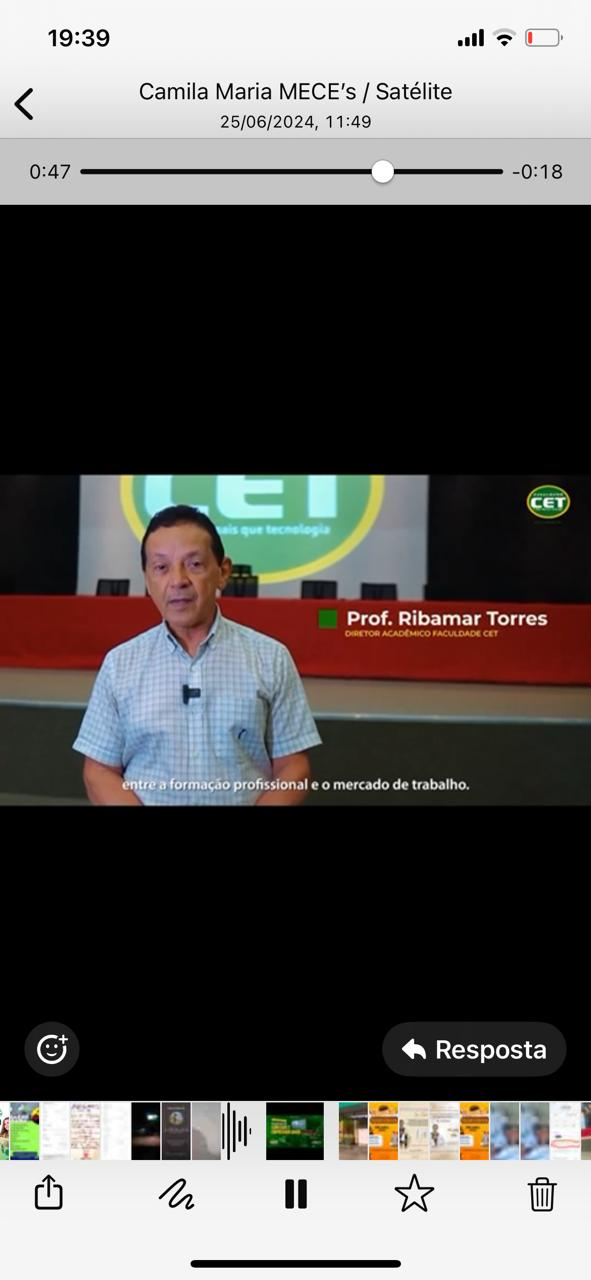 19:39
Camila Maria MECE's / Satélite
25/06/2024, 11:49
0:47
-0:18
CET
mais que tecnologia
CET
Prof. Ribamar Torres
DIRETOR ACADÊMICO FACULDADE CET
entre a formação profissional e o mercado de trabalho.
Resposta